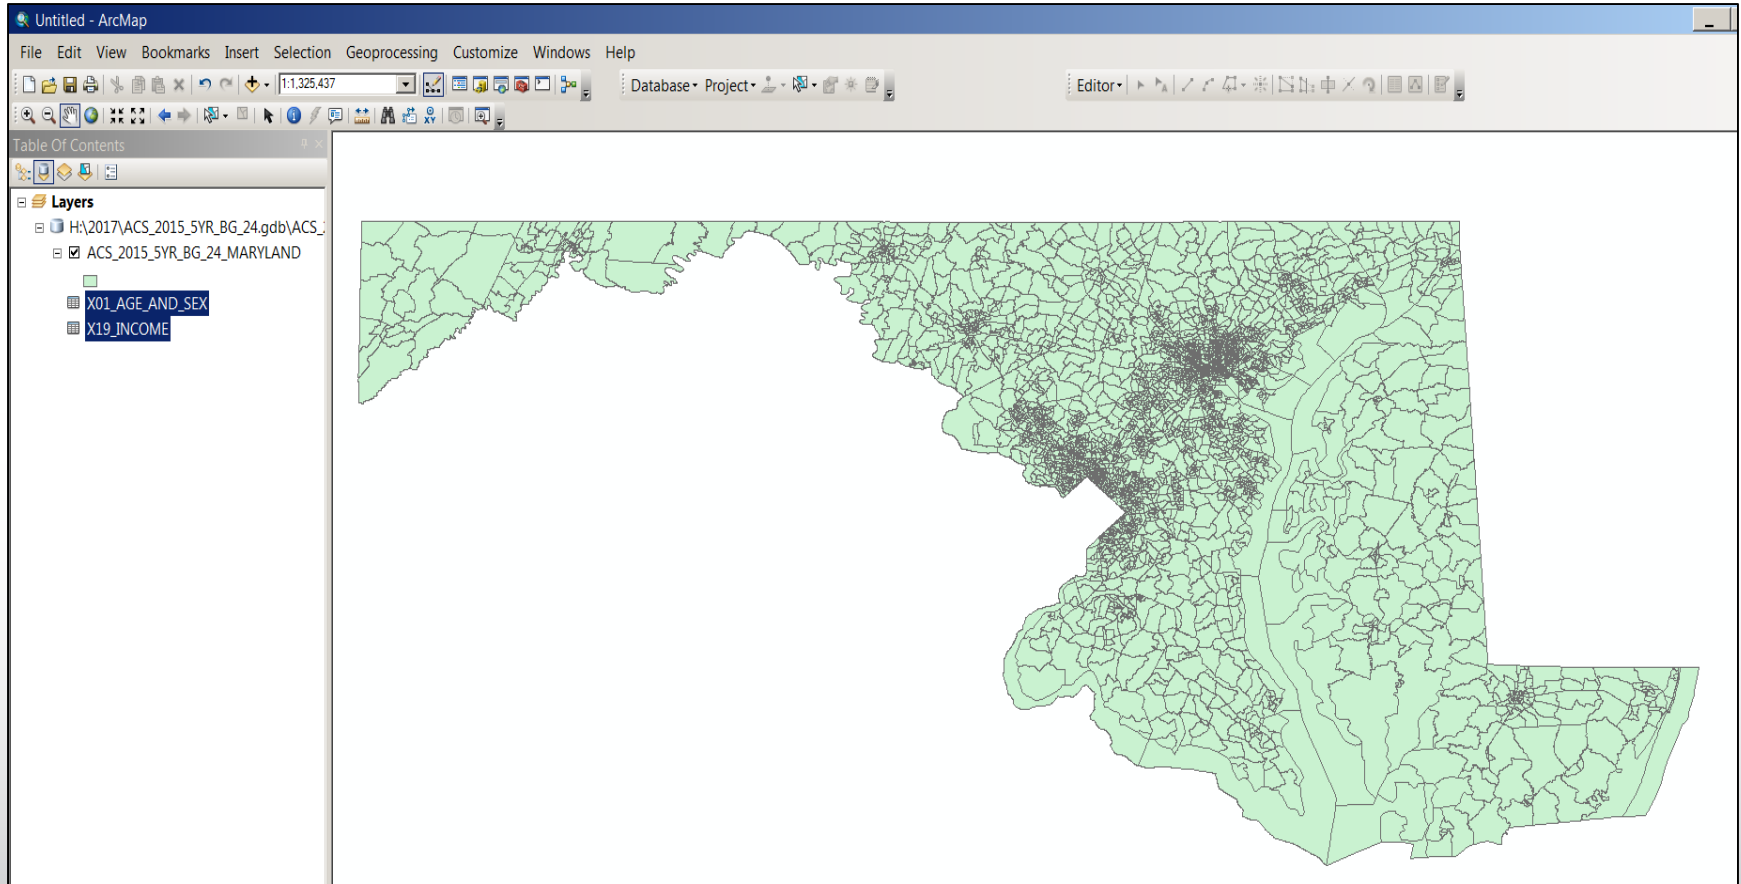 Untitled - ArcMap
File Edit View Bookmarks Insert Selection Geoprocessing Customize Windows Help
1:1,325,437 Database Project Editor
XY
Table Of Contents
Layers
H:\2017\ACS_2015_5YR_BG_24.gdb\ACS_
ACS_2015_5YR_BG_24_MARYLAND
X01_AGE_AND_SEX
X19_INCOME